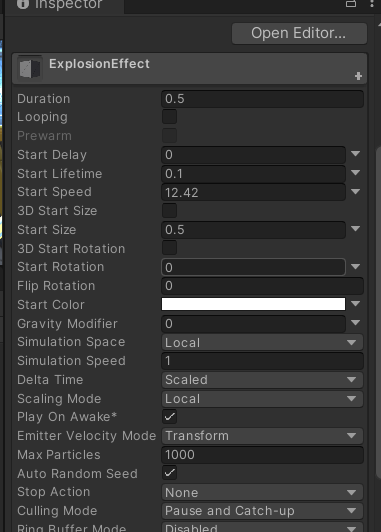 Inspector
Open Editor...
ExplosionEffect
Duration 0.5
Looping
Prewarm
Start Delay 0
Start Lifetime 0.1
Start Speed 12.42
3D Start Size
Start Size 0.5
3D Start Rotation
Start Rotation 0
Flip Rotation 0
Start Color
Gravity Modifier 0
Simulation Space Local
Simulation Speed 1
Delta Time Scaled
Scaling Mode Local
Play On Awake*
Emitter Velocity Mode Transform
Max Particles 1000
Auto Random Seed
Stop Action None
Culling Mode Pause and Catch-up
Ring Buffer Mode Disabled